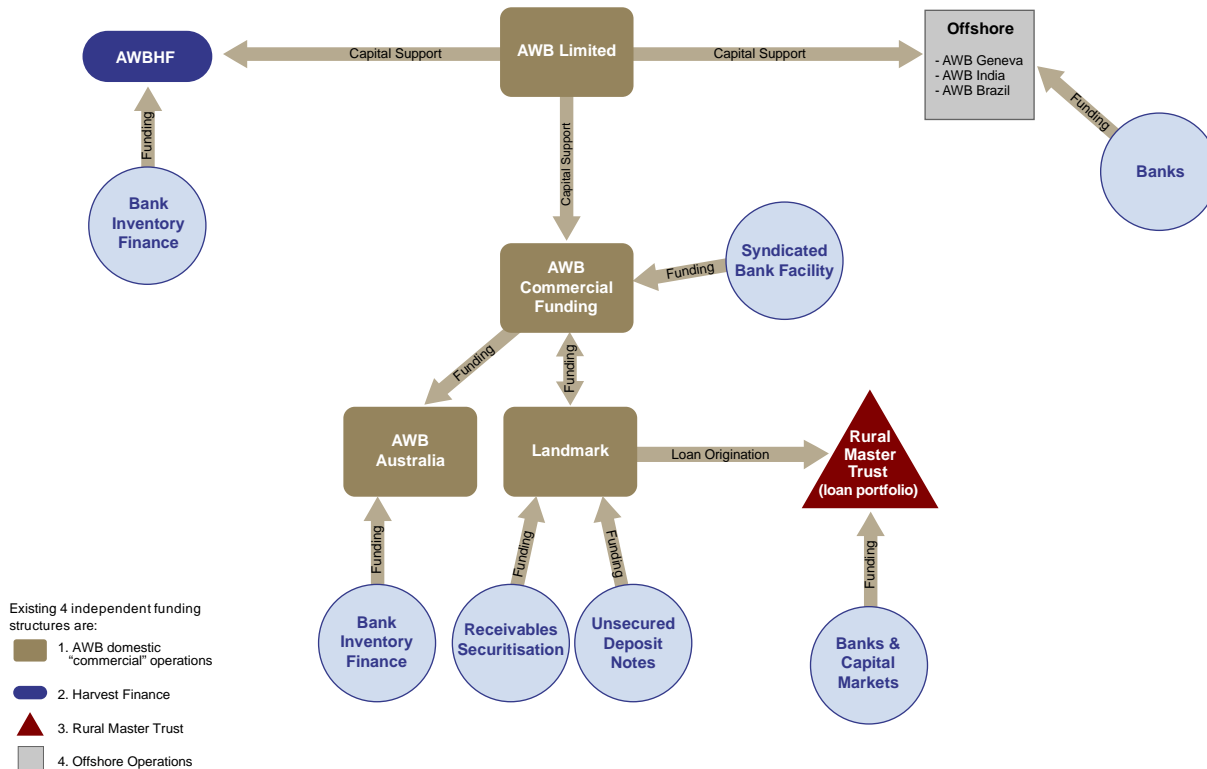 AWBHF
Capital Support
AWB Limited
Capital Support
Offshore
- AWB Geneva
- AWB India
- AWB Brazil
Funding
Bank
Inventory
Finance
Capital Support
Funding
Banks
AWB
Commercial
Funding
Funding
Syndicated
Bank Facility
Funding
Funding
AWB
Australia
Landmark
Loan Origination
Rural
Master
Trust
(loan portfolio)
Funding
Funding
Funding
Funding
Bank
Inventory
Finance
Receivables
Securitisation
Unsecured
Deposit
Notes
Banks &
Capital
Markets
Existing 4 independent funding
structures are:
1. AWB domestic
“commercial” operations
2. Harvest Finance
3. Rural Master Trust
4. Offshore Operations